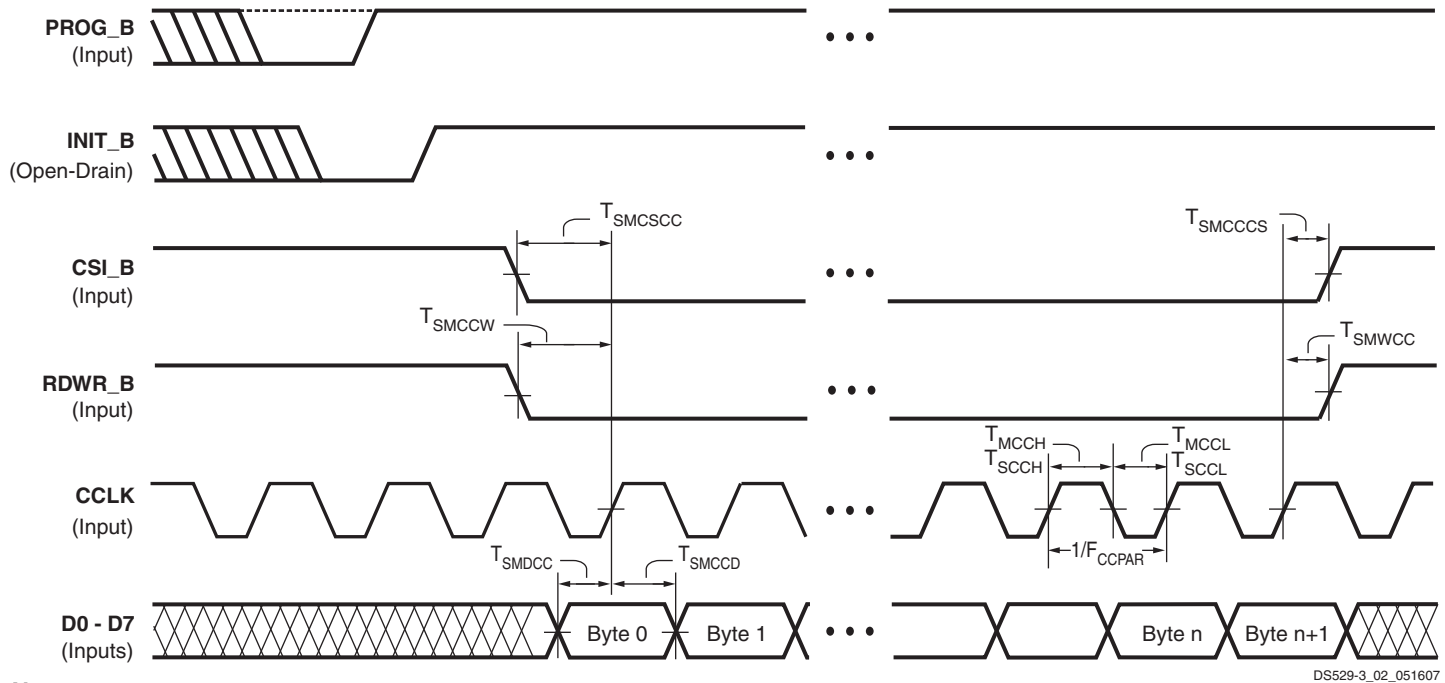 PROG_B
(Input)
INIT_B
(Open-Drain)
TSMCSCC
TSMCCCS
CSI_B
(Input)
TSMCCW
TSMWCC
RDWR_B
(Input)
TMCCH
TSCCH
TMCCL
TSCCL
CCLK
(Input)
1/FCCPAR
TSMDCC
TSMCCD
D0 - D7
(Inputs)
Byte 0
Byte 1
Byte n
Byte n+1
DS529-3_02_051607